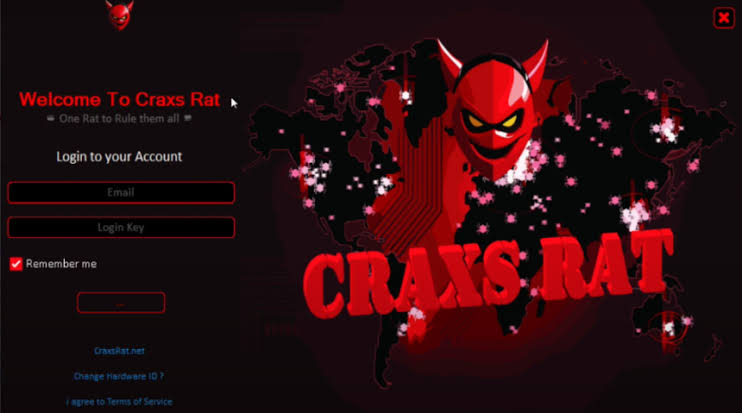 Welcome To Craxs Rat
One Rat to Rule them all
Login to your Account
Email
Login Key
Remember me
...
CraxsRat.net
Change Hardware ID ?
i agree to Terms of Service
CRAXS RAT